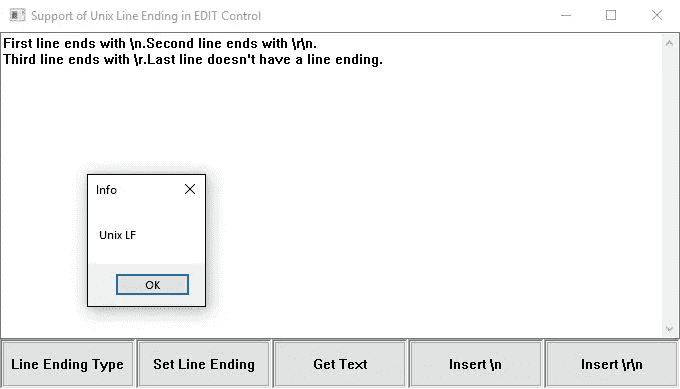 Support of Unix Line Ending in EDIT Control
First line ends with \n.Second line ends with \r\n.
Third line ends with \r.Last line doesn't have a line ending.
Info
Unix LF
OK
Line Ending Type
Set Line Ending
Get Text
Insert \n
Insert \r\n